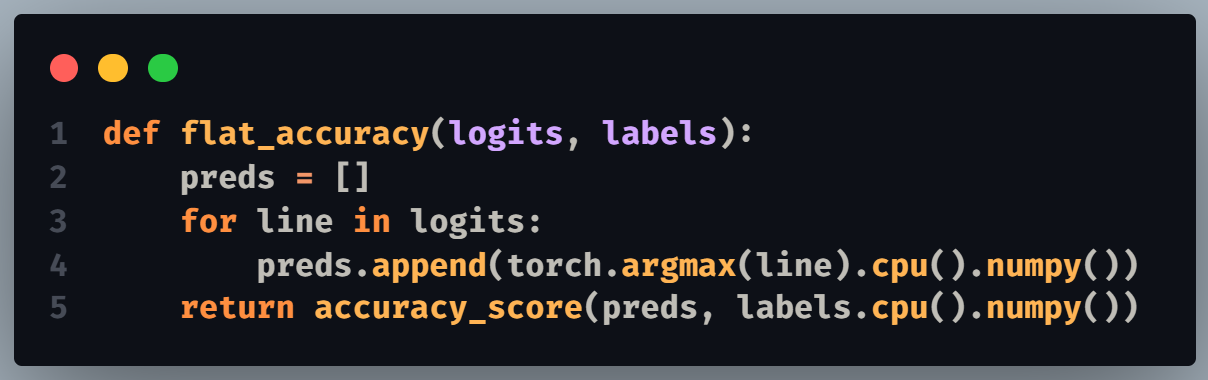 1 def flat_accuracy(logits, labels):
2     preds = []
3     for line in logits:
4         preds.append(torch.argmax(line).cpu().numpy())
5     return accuracy_score(preds, labels.cpu().numpy())